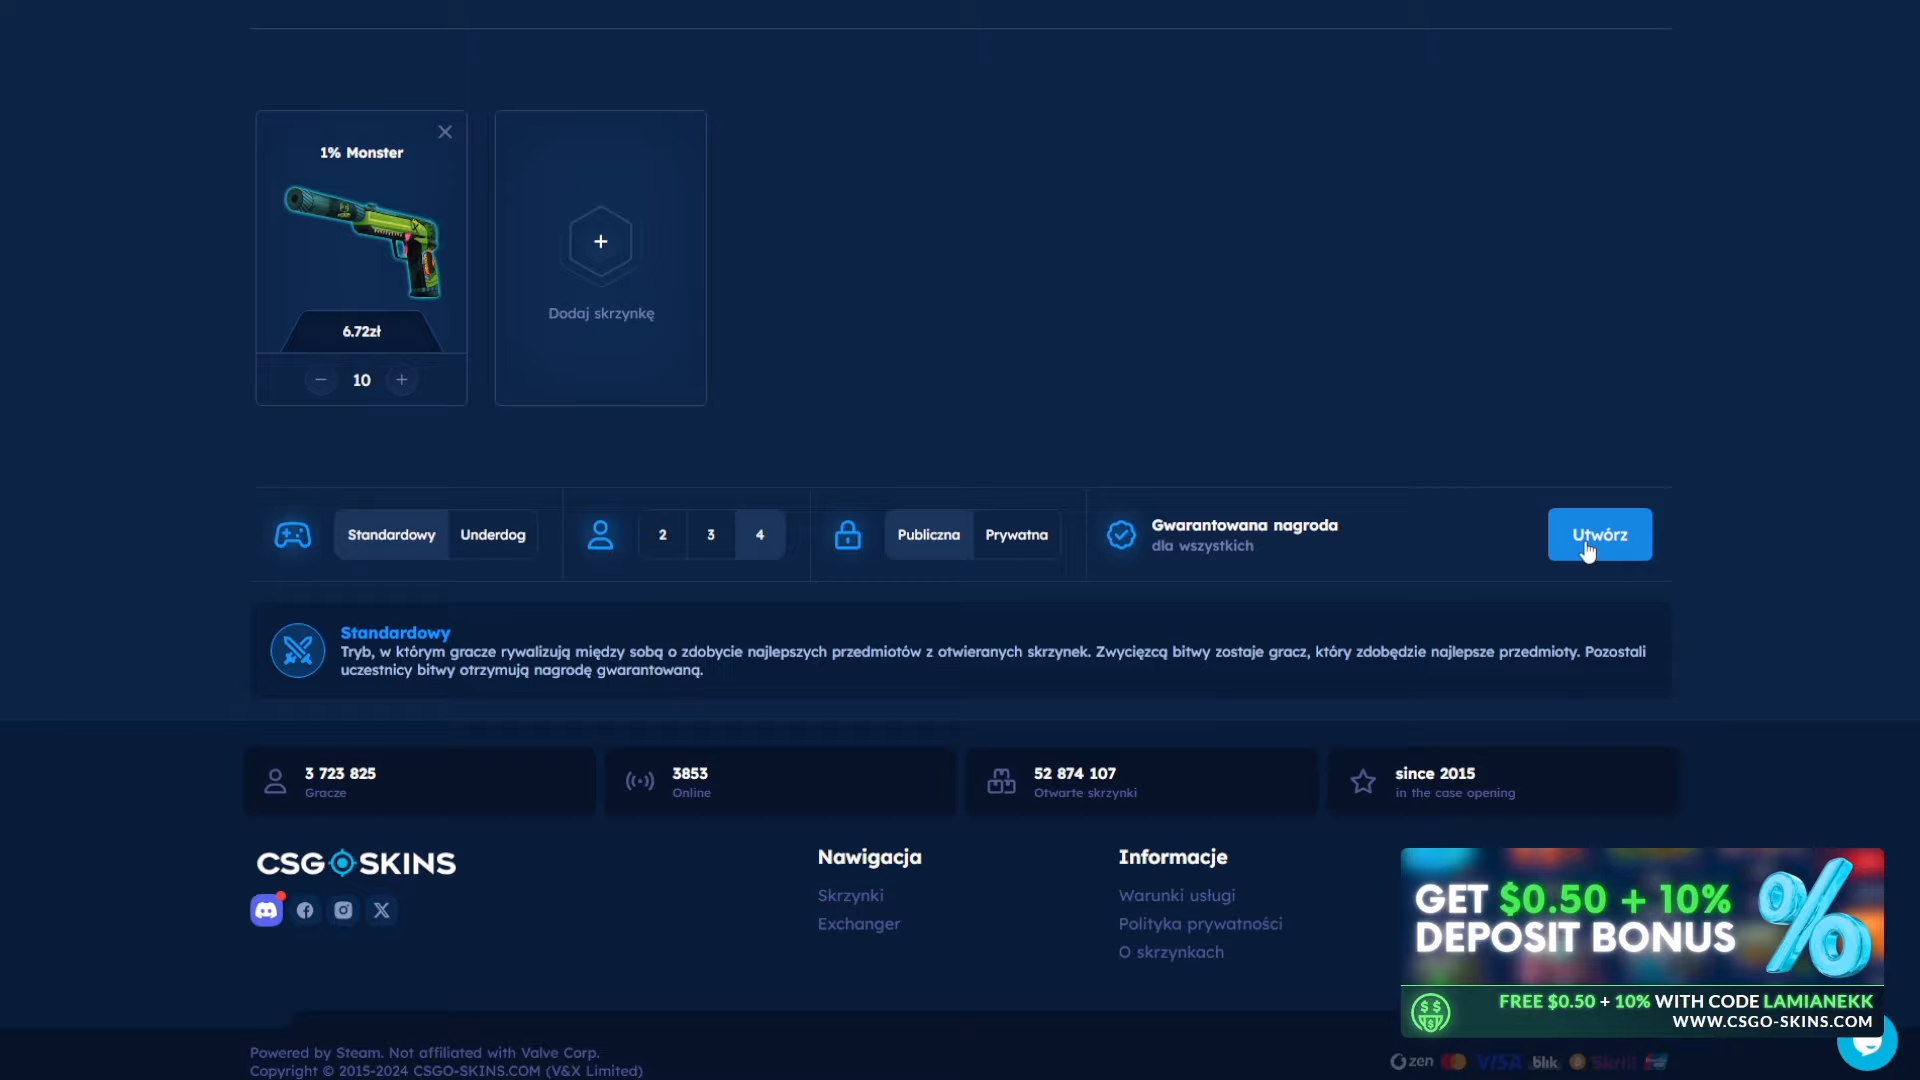 1% Monster
6.72zł
10
Dodaj skrzynkę
Standardowy
Underdog
2
3
4
Publiczna
Prywatna
Gwarantowana nagroda
dla wszystkich
Utwórz
Standardowy
Tryb, w którym gracze rywalizują między sobą o zdobycie najlepszych przedmiotów z otwieranych skrzynek. Zwycięzcą bitwy zostaje gracz, który zdobędzie najlepsze przedmioty. Pozostali
uczestnicy bitwy otrzymują nagrodę gwarantowaną.
3 723 825
Gracze
3853
Online
52 874 107
Otwarte skrzynki
since 2015
in the case opening
CSGO SKINS
Nawigacja
Skrzynki
Exchanger
Informacje
Warunki usługi
Polityka prywatności
O skrzynkach
GET $0.50 + 10%
DEPOSIT BONUS
%
FREE $0.50 + 10% WITH CODE LAMIANEKK
WWW.CSGO-SKINS.COM
Powered by Steam. Not affiliated with Valve Corp.
Copyright © 2015-2024 CSGO-SKINS.COM (V&X Limited)
zen
VISA
blik
Skrill